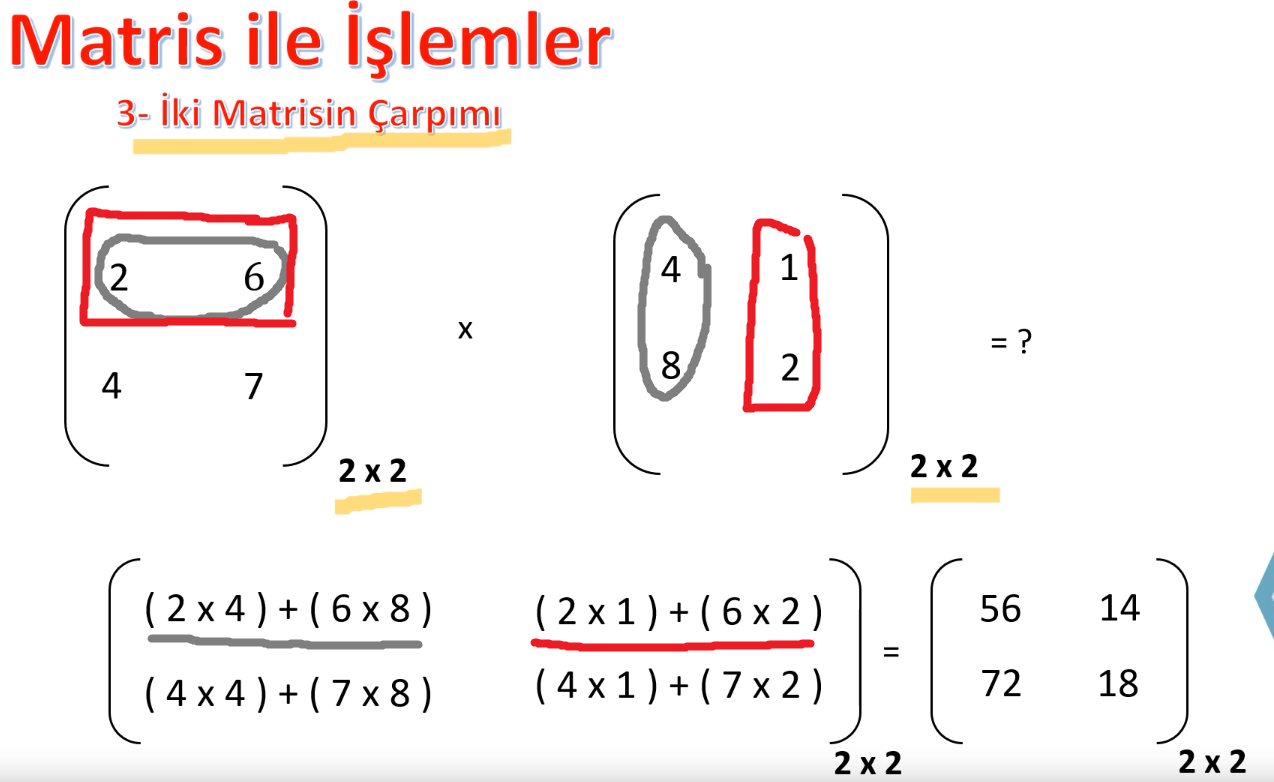 Matris ile İşlemler
3- İki Matrisin Çarpımı
2 6 4 1
x = ?
4 7 8 2
2 x 2 2 x 2
( 2 x 4 ) + ( 6 x 8 ) ( 2 x 1 ) + ( 6 x 2 ) 56 14
=
( 4 x 4 ) + ( 7 x 8 ) ( 4 x 1 ) + ( 7 x 2 ) 72 18
2 x 2 2 x 2